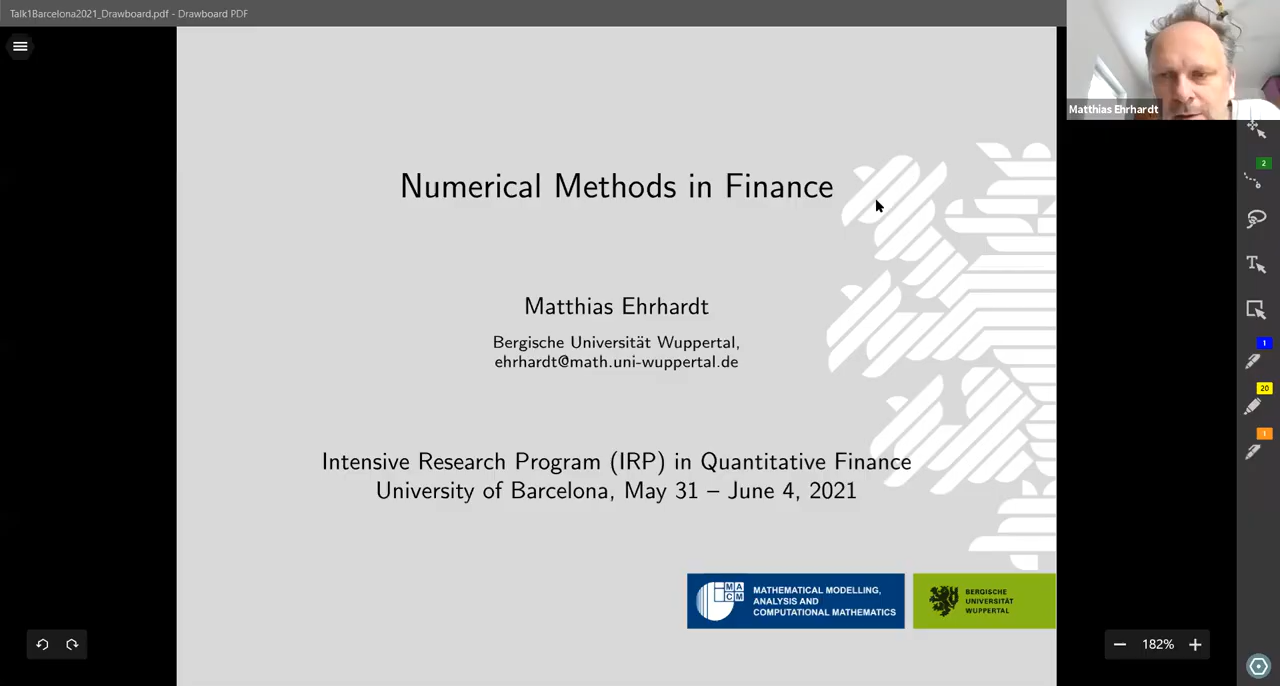 Talk1Barcelona2021_Drawboard.pdf - Drawboard PDF
Matthias Ehrhardt
2
Numerical Methods in Finance
Matthias Ehrhardt
Bergische Universität Wuppertal,
ehrhardt@math.uni-wuppertal.de
1
20
1
Intensive Research Program (IRP) in Quantitative Finance
University of Barcelona, May 31 – June 4, 2021
MA
CM
MATHEMATICAL MODELLING,
ANALYSIS AND
COMPUTATIONAL MATHEMATICS
BERGISCHE
UNIVERSITÄT
WUPPERTAL
182%